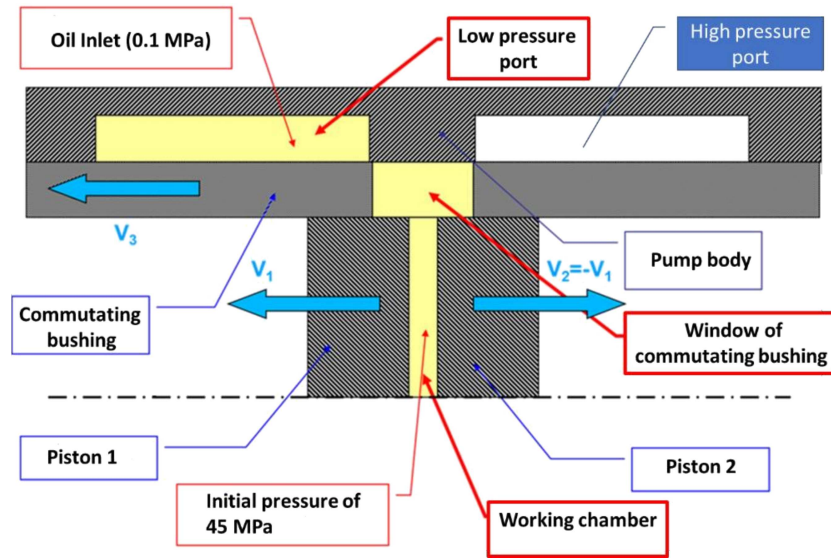 Oil Inlet (0.1 MPa)
Low pressure
port
High pressure
port
V3
V1
V2=-V1
Pump body
Commutating
bushing
Window of
commutating bushing
Piston 1
Initial pressure of
45 MPa
Working chamber
Piston 2